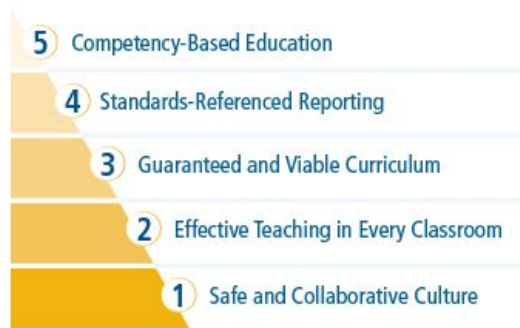 5 Competency-Based Education
4 Standards-Referenced Reporting
3 Guaranteed and Viable Curriculum
2 Effective Teaching in Every Classroom
1 Safe and Collaborative Culture